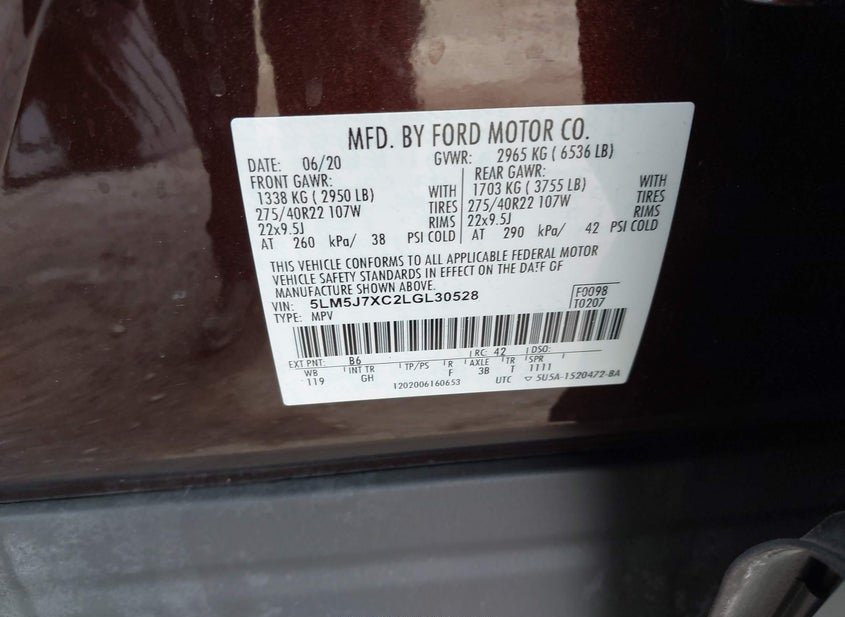 MFD. BY FORD MOTOR CO.
DATE: 06/20 GVWR: 2965 KG ( 6536 LB)
FRONT GAWR: REAR GAWR:
1338 KG ( 2950 LB) WITH 1703 KG ( 3755 LB) WITH
275/40R22 107W TIRES 275/40R22 107W TIRES
22x9.5J RIMS 22x9.5J RIMS
AT 260 kPa/ 38 PSI COLD AT 290 kPa/ 42 PSI COLD
THIS VEHICLE CONFORMS TO ALL APPLICABLE FEDERAL MOTOR
VEHICLE SAFETY STANDARDS IN EFFECT ON THE DATE OF
MANUFACTURE SHOWN ABOVE.
VIN: 5LM5J7XC2LGL30528 F0098
TYPE: MPV T0207
EXT PNT: B6 RC: 42 DSO:
WB INT TR TP/PS R AXLE TR SPR
119 GH F 3B T 1111
1202006160653 UTC ▽ 5U5A-1520472-BA